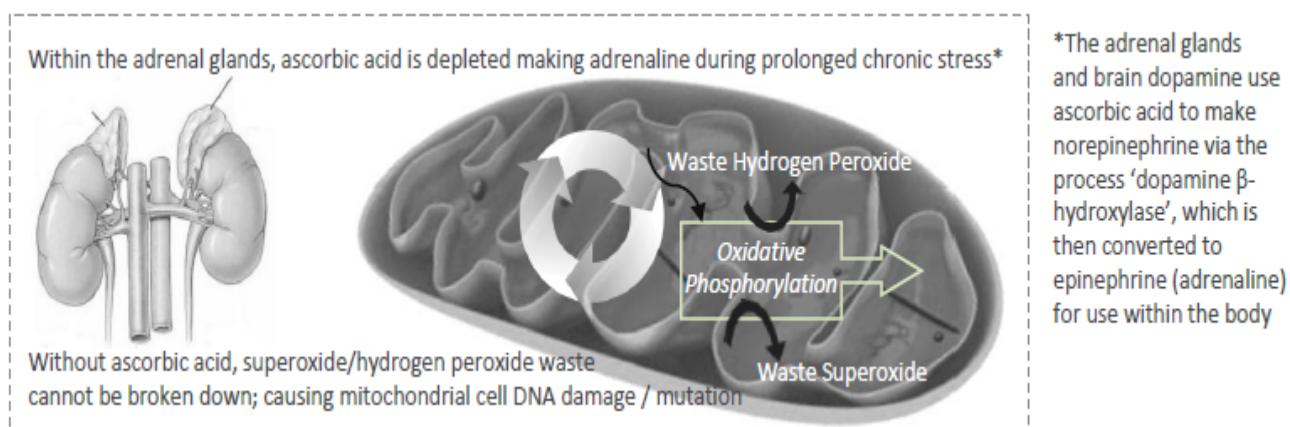 Within the adrenal glands, ascorbic acid is depleted making adrenaline during prolonged chronic stress*
Waste Hydrogen Peroxide
Oxidative
Phosphorylation
Waste Superoxide
Without ascorbic acid, superoxide/hydrogen peroxide waste
cannot be broken down; causing mitochondrial cell DNA damage / mutation
*The adrenal glands
and brain dopamine use
ascorbic acid to make
norepinephrine via the
process ‘dopamine β-
hydroxylase’, which is
then converted to
epinephrine (adrenaline)
for use within the body